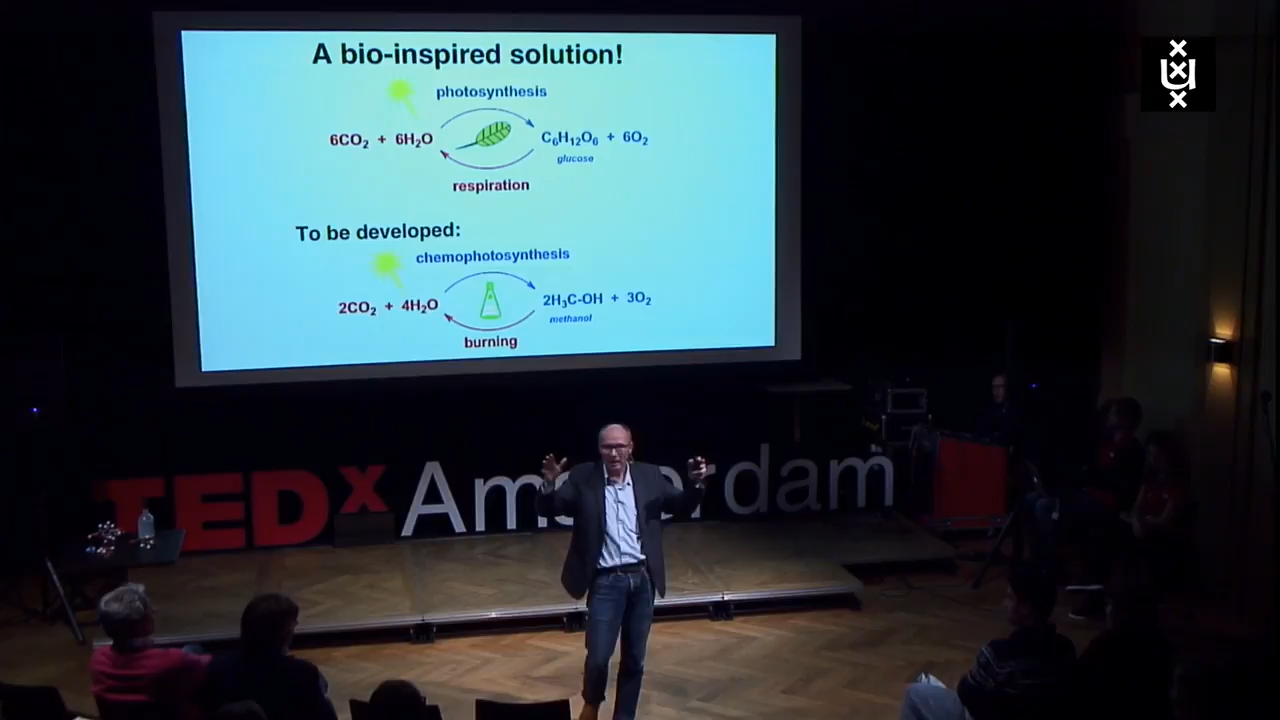 A bio-inspired solution!
photosynthesis
6CO₂ + 6H₂O
C₆H₁₂O₆ + 6O₂
glucose
respiration
To be developed:
chemophotosynthesis
2CO₂ + 4H₂O
2H₃C-OH + 3O₂
methanol
burning
TEDx Amsterdam